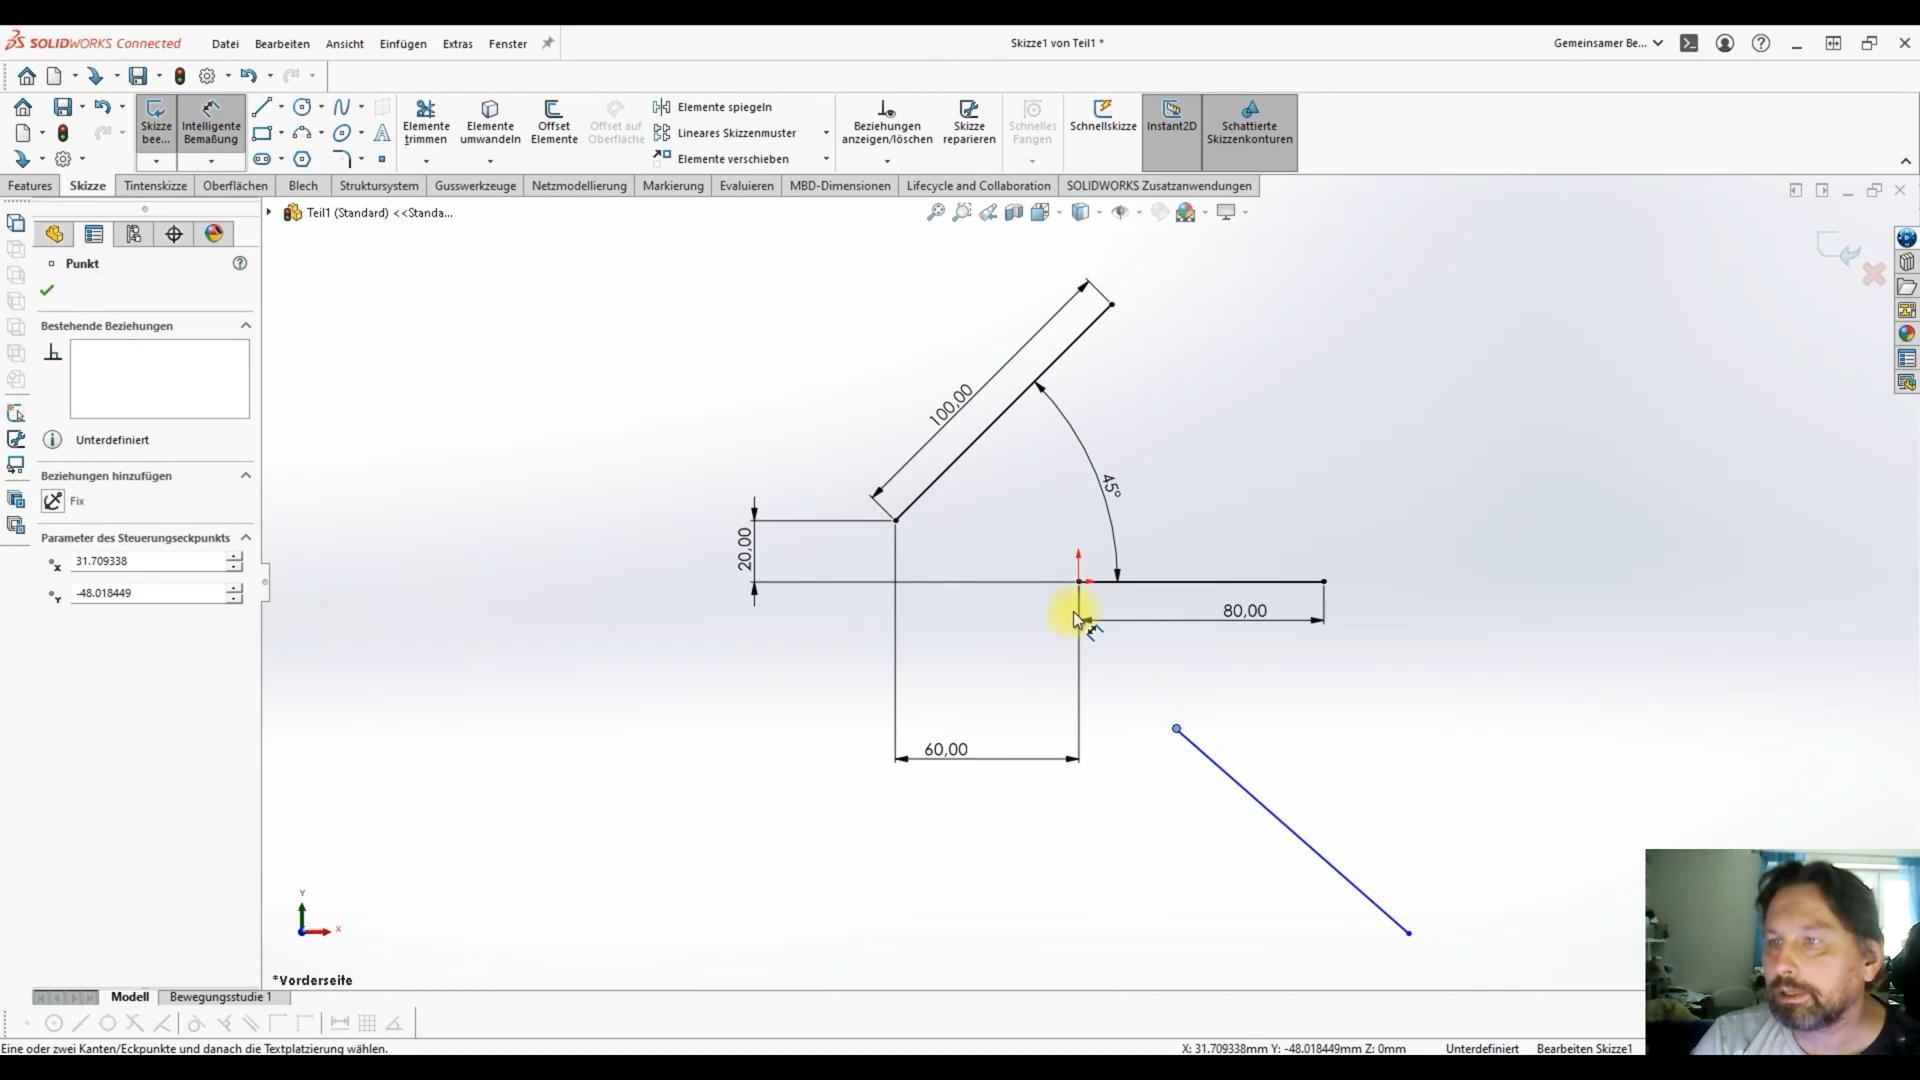 SOLIDWORKS Connected
Datei Bearbeiten Ansicht Einfügen Extras Fenster
Skizze1 von Teil1 *
Gemeinsamer Be...
Skizze bee...
Intelligente Bemaßung
Elemente trimmen
Elemente umwandeln
Offset Elemente
Offset auf Oberfläche
Elemente spiegeln
Lineares Skizzenmuster
Elemente verschieben
Beziehungen anzeigen/löschen
Skizze reparieren
Schnelles Fangen
Schnellskizze
Instant2D
Schattierte Skizzenkonturen
Features Skizze Tintenskizze Oberflächen Blech Struktursystem Gusswerkzeuge Netzmodellierung Markierung Evaluieren MBD-Dimensionen Lifecycle and Collaboration SOLIDWORKS Zusatzanwendungen
Teil1 (Standard) <<Standa...
Punkt
Bestehende Beziehungen
Unterdefiniert
Beziehungen hinzufügen
Fix
Parameter des Steuerungseckpunkts
X 31.709338
Y -48.018449
100,00
45°
20,00
80,00
60,00
Y
X
*Vorderseite
Modell Bewegungsstudie 1
Eine oder zwei Kanten/Eckpunkte und danach die Textplatzierung wählen.
X: 31.709338mm Y: -48.018449mm Z: 0mm Unterdefiniert Bearbeiten Skizze1